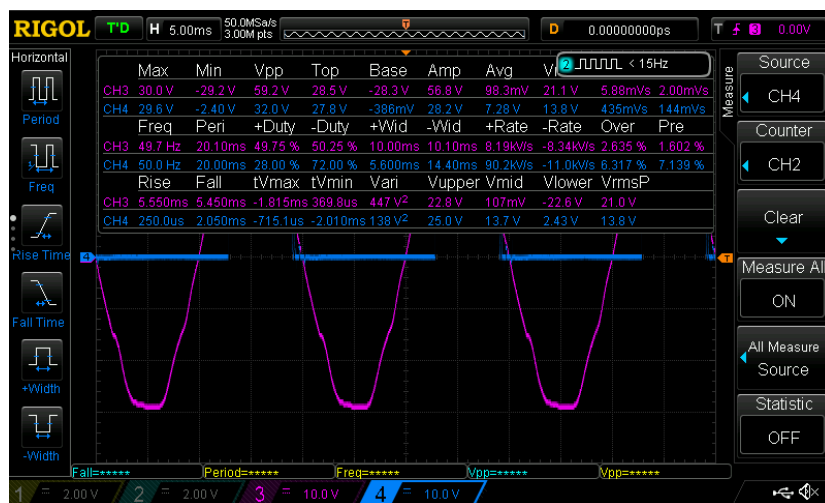 RIGOL T'D H 5.00ms 50.0MSa/s 3.00M pts D 0.00000000ps T 3 0.00V
Horizontal
Period
Freq
Rise Time
Fall Time
+Width
-Width
2 < 15Hz
Max Min Vpp Top Base Amp Avg
CH3 30.0 V -29.2 V 59.2 V 28.5 V -28.3 V 56.8 V 98.3mV 21.1 V 5.88mVs 2.00mVs
CH4 29.6 V -2.40 V 32.0 V 27.8 V -386mV 28.2 V 7.28 V 13.8 V 435mVs 144mVs
Freq Peri +Duty -Duty +Wid -Wid +Rate -Rate Over Pre
CH3 49.7 Hz 20.10ms 49.75 % 50.25 % 10.00ms 10.10ms 8.19kV/s -8.34kV/s 2.635 % 1.602 %
CH4 50.0 Hz 20.00ms 28.00 % 72.00 % 5.600ms 14.40ms 90.2kV/s -11.0kV/s 6.317 % 7.139 %
Rise Fall tVmax tVmin Vari Vupper Vmid Vlower VrmsP
CH3 5.550ms 5.450ms -1.815ms 369.8us 447 V² 22.8 V 107mV -22.6 V 21.0 V
CH4 250.0us 2.050ms -715.1us -2.010ms 138 V² 25.0 V 13.7 V 2.43 V 13.8 V
4
T
Measure
Source
CH4
Counter
CH2
Clear
Measure All
ON
All Measure
Source
Statistic
OFF
Fall=***** Period=***** Freq=***** Vpp=***** Vpp=*****
1 = 2.00 V 2 = 2.00 V 3 = 10.0 V 4 = 10.0 V